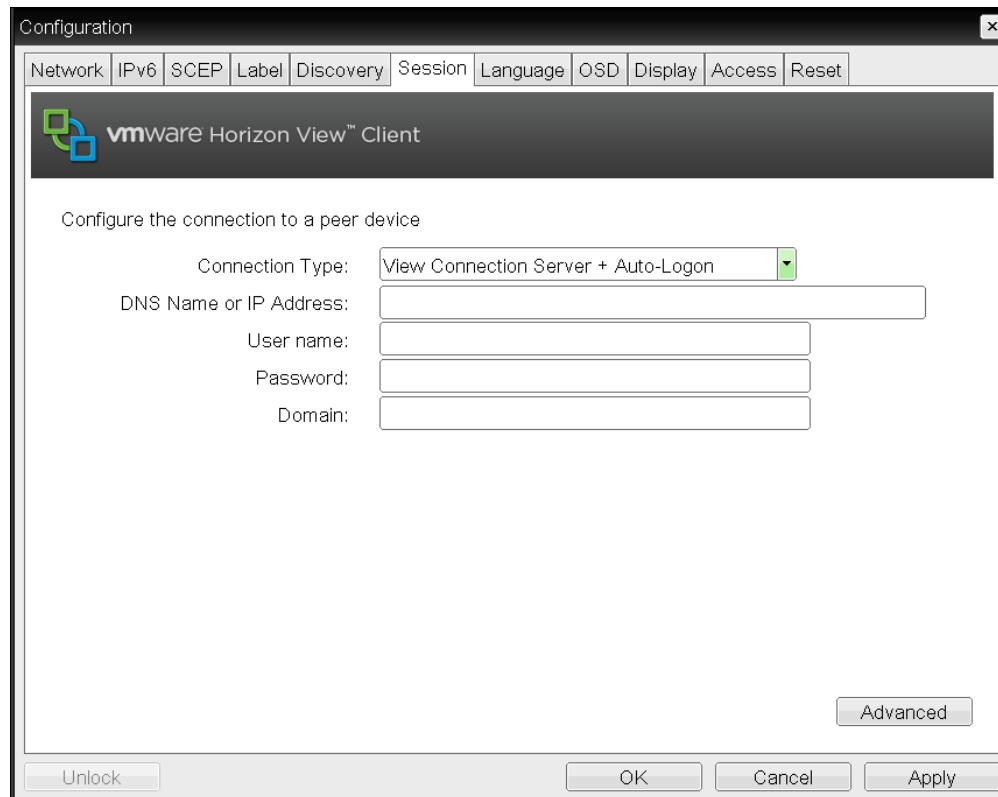 Configuration
Network IPv6 SCEP Label Discovery Session Language OSD Display Access Reset
vmware Horizon View™ Client
Configure the connection to a peer device
Connection Type: View Connection Server + Auto-Logon
DNS Name or IP Address:
User name:
Password:
Domain:
Advanced
Unlock OK Cancel Apply